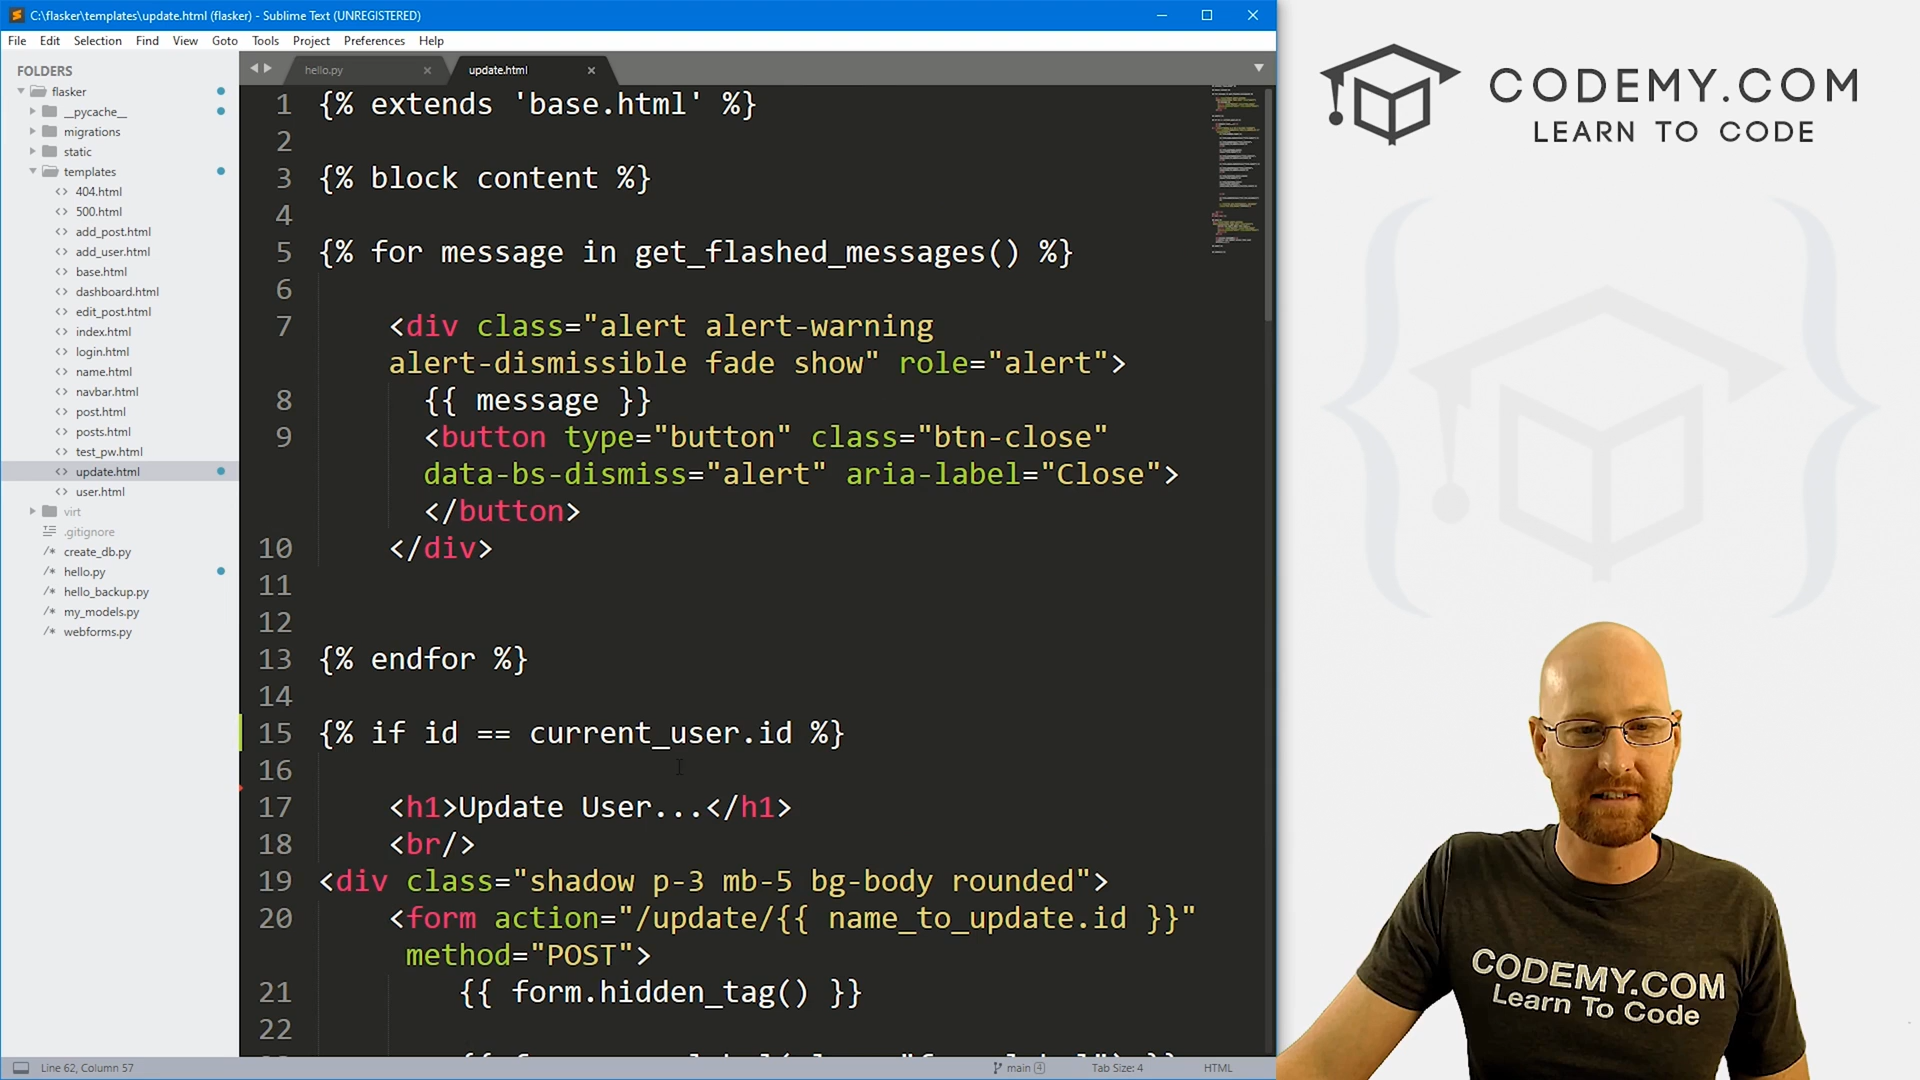 C:\flasker\templates\update.html (flasker) - Sublime Text (UNREGISTERED)
File Edit Selection Find View Goto Tools Project Preferences Help
FOLDERS
flasker
__pycache__
migrations
static
templates
404.html
500.html
add_post.html
add_user.html
base.html
dashboard.html
edit_post.html
index.html
login.html
name.html
navbar.html
post.html
posts.html
test_pw.html
update.html
user.html
virt
.gitignore
create_db.py
hello.py
hello_backup.py
my_models.py
webforms.py
hello.py
update.html
1 {% extends 'base.html' %}
2
3 {% block content %}
4
5 {% for message in get_flashed_messages() %}
6
7 <div class="alert alert-warning
alert-dismissible fade show" role="alert">
8 {{ message }}
9 <button type="button" class="btn-close"
data-bs-dismiss="alert" aria-label="Close">
</button>
10 </div>
11
12
13 {% endfor %}
14
15 {% if id == current_user.id %}
16
17 <h1>Update User...</h1>
18 <br/>
19 <div class="shadow p-3 mb-5 bg-body rounded">
20 <form action="/update/{{ name_to_update.id }}"
method="POST">
21 {{ form.hidden_tag() }}
22
Line 62, Column 57
main 4
Tab Size: 4
HTML
CODEMY.COM
LEARN TO CODE
CODEMY.COM
Learn To Code